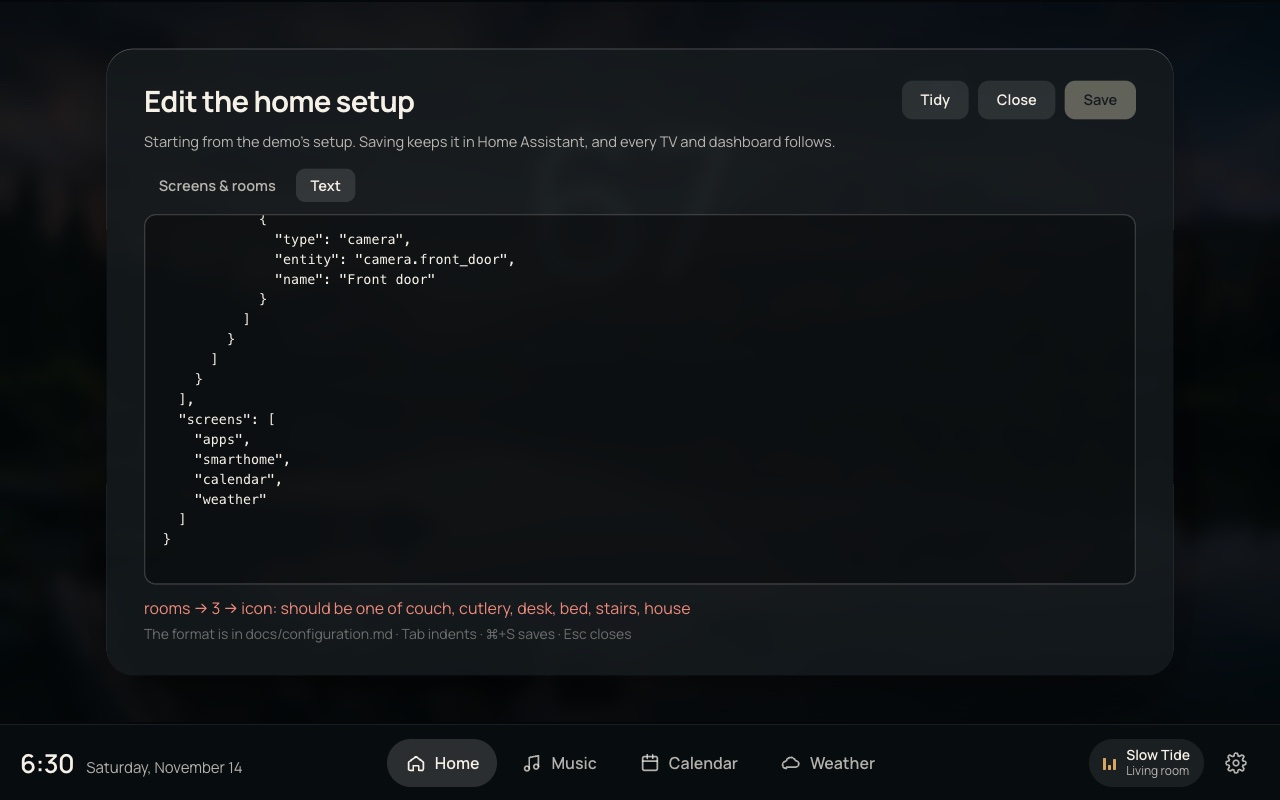 Edit the home setup
Tidy
Close
Save
Starting from the demo's setup. Saving keeps it in Home Assistant, and every TV and dashboard follows.
Screens & rooms
Text
{
"type": "camera",
"entity": "camera.front_door",
"name": "Front door"
}
]
}
]
}
],
"screens": [
"apps",
"smarthome",
"calendar",
"weather"
]
}
rooms → 3 → icon: should be one of couch, cutlery, desk, bed, stairs, house
The format is in docs/configuration.md · Tab indents · ⌘+S saves · Esc closes
6:30 Saturday, November 14
Home
Music
Calendar
Weather
Slow Tide
Living room